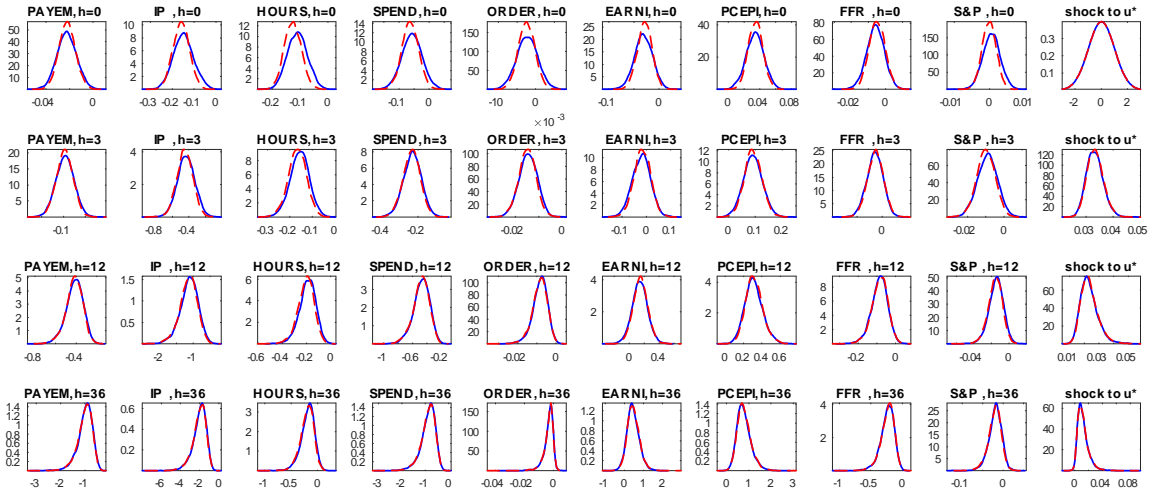 PAYEM, h=0 IP , h=0 HOURS, h=0 SPEND, h=0 ORDER, h=0 EARNI, h=0 PCEPI, h=0 FFR , h=0 S&P , h=0 shock to u*
50 40 30 20 10
8 6 4 2
14 12 10 8 6 4 2
14 12 10 8 6 4 2
150 100 50
25 20 15 10 5
40 20
80 60 40 20
150 100 50
0.3 0.2 0.1
-0.04 0 -0.3 -0.2 -0.1 0 -0.2 -0.1 0 -0.1 0 -10 0 -0.1 0 0 0.04 0.08 -0.02 0 -0.01 0 0.01 -2 0 2
×10 -3
PAYEM, h=3 IP , h=3 HOURS, h=3 SPEND, h=3 ORDER, h=3 EARNI, h=3 PCEPI, h=3 FFR , h=3 S&P , h=3 shock to u*
20 15 10 5
4 2
8 6 4 2
8 6 4 2
100 80 60 40 20
10 8 6 4 2
12 10 8 6 4 2
25 20 15 10 5
60 40 20
120 100 80 60 40 20
-0.1 -0.8 -0.4 -0.3 -0.2 -0.1 0 -0.4 -0.2 -0.02 0 -0.1 0 0.1 0 0.1 0.2 0 -0.02 0 0.03 0.04 0.05
PAYEM, h=12 IP , h=12 HOURS, h=12 SPEND, h=12 ORDER, h=12 EARNI, h=12 PCEPI, h=12 FFR , h=12 S&P , h=12 shock to u*
5 4 3 2 1
1.5 1 0.5
6 4 2
3 2 1
100 80 60 40 20
4 2
4 2
8 6 4 2
50 40 30 20 10
60 40 20
-0.8 -0.4 -2 -1 -0.6 -0.4 -0.2 0 -1 -0.6 -0.2 -0.02 0 0 0.4 0 0.2 0.4 0.6 -0.2 0 -0.04 0 0.01 0.03 0.05
PAYEM, h=36 IP , h=36 HOURS, h=36 SPEND, h=36 ORDER, h=36 EARNI, h=36 PCEPI, h=36 FFR , h=36 S&P , h=36 shock to u*
1.4 1.2 1 0.8 0.6 0.4 0.2
0.6 0.4 0.2
3 2 1
1.4 1.2 1 0.8 0.6 0.4 0.2
150 100 50
1.2 1 0.8 0.6 0.4 0.2
1.4 1.2 1 0.8 0.6 0.4 0.2
4 2
25 20 15 10 5
60 40 20
-3 -2 -1 -6 -4 -2 0 -1 -0.5 0 -3 -2 -1 0 -0.04 -0.02 0 -1 0 1 2 0 1 2 3 -1 -0.5 0 -0.1 0 0 0.04 0.08